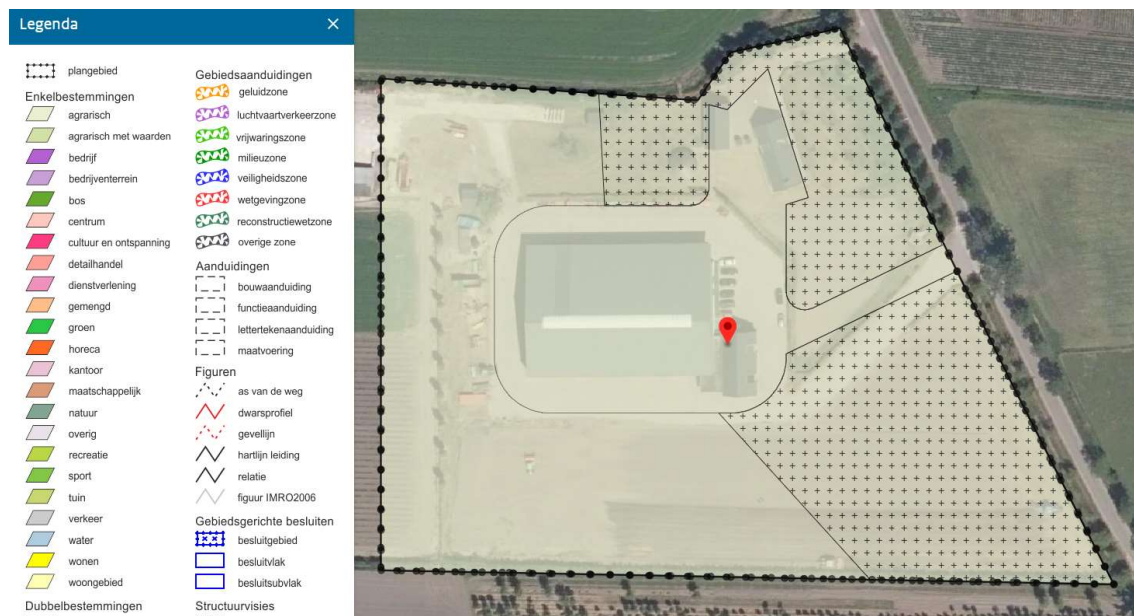 Legenda
plangebied
Enkelbestemmingen
agrarisch
agrarisch met waarden
bedrijf
bedrijventerrein
bos
centrum
cultuur en ontspanning
detailhandel
dienstverlening
gemengd
groen
horeca
kantoor
maatschappelijk
natuur
overig
recreatie
sport
tuin
verkeer
water
wonen
woongebied
Dubbelbestemmingen
Gebiedsaanduidingen
geluidzone
luchtvaartverkeerzone
vrijwaringszone
milieuzone
veiligheidszone
wetgevingzone
reconstructiewetzone
overige zone
Aanduidingen
bouwaanduiding
functieaanduiding
lettertekenaanduiding
maatvoering
Figuren
as van de weg
dwarsprofiel
gevellijn
hartlijn leiding
relatie
figuur IMRO2006
Gebiedsgerichte besluiten
besluitgebied
besluitvlak
besluitsubvlak
Structuurvisies